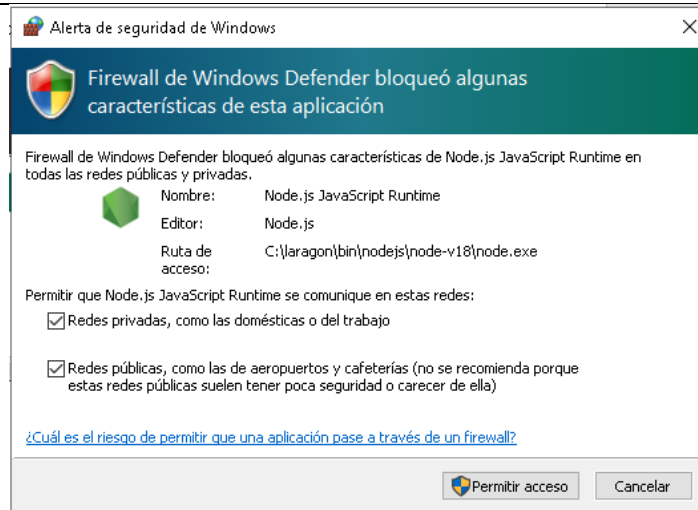 Alerta de seguridad de Windows
Firewall de Windows Defender bloqueó algunas
características de esta aplicación
Firewall de Windows Defender bloqueó algunas características de Node.js JavaScript Runtime en
todas las redes públicas y privadas.
Nombre: Node.js JavaScript Runtime
Editor: Node.js
Ruta de C:\laragon\bin\nodejs\node-v18\node.exe
acceso:
Permitir que Node.js JavaScript Runtime se comunique en estas redes:
Redes privadas, como las domésticas o del trabajo
Redes públicas, como las de aeropuertos y cafeterías (no se recomienda porque
estas redes públicas suelen tener poca seguridad o carecer de ella)
¿Cuál es el riesgo de permitir que una aplicación pase a través de un firewall?
Permitir acceso Cancelar